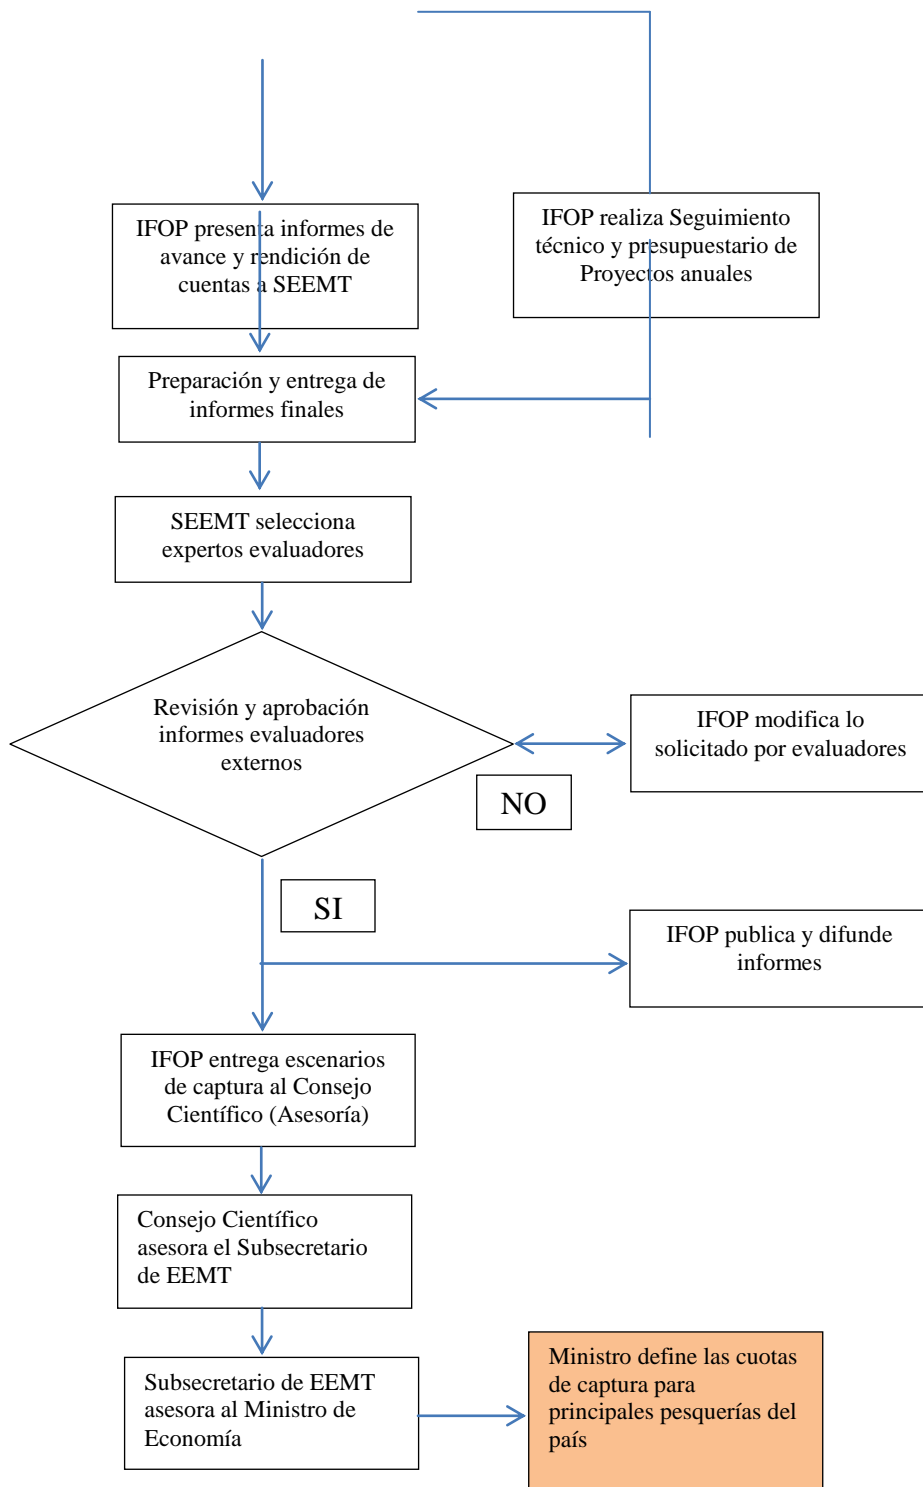 IFOP presenta informes de
avance y rendición de
cuentas a SEEMT
IFOP realiza Seguimiento
técnico y presupuestario de
Proyectos anuales
Preparación y entrega de
informes finales
SEEMT selecciona
expertos evaluadores
Revisión y aprobación
informes evaluadores
externos
IFOP modifica lo
solicitado por evaluadores
NO
SI
IFOP publica y difunde
informes
IFOP entrega escenarios
de captura al Consejo
Científico (Asesoría)
Consejo Científico
asesora el Subsecretario
de EEMT
Subsecretario de EEMT
asesora al Ministro de
Economía
Ministro define las cuotas
de captura para
principales pesquerías del
país